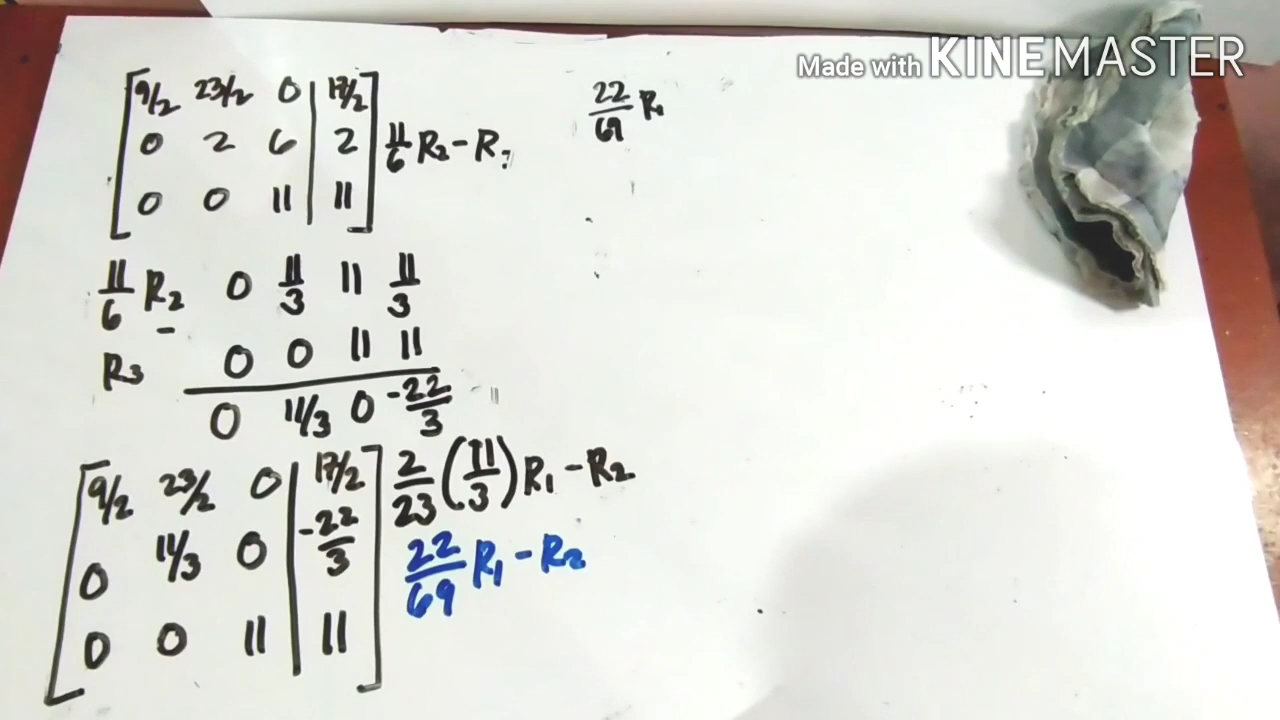 Made with KINEMASTER
9/2 23/2 0 | 17/2
0 2 6 | 2 11/6 R₂ - R
0 0 11 | 11
11/6 R₂ 0 11/3 11 11/3
-
R₃ 0 0 11 11
0 11/3 0 -22/3
9/2 23/2 0 | 17/2 2/23 (11/3) R₁ - R₂
0 11/3 0 | -22/3
22/69 R₁ - R₂
0 0 11 | 11
22/69 R₁